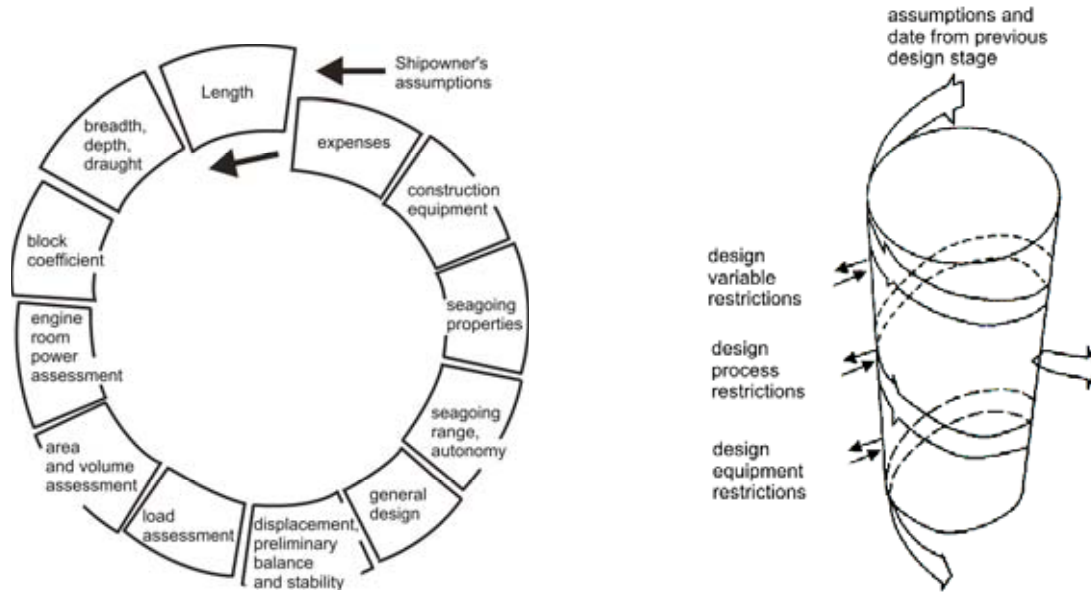 Shipowner's
assumptions
Length
expenses
breadth,
depth,
draught
construction
equipment
block
coefficient
seagoing
properties
engine
room
power
assessment
seagoing
range,
autonomy
area
and volume
assessment
general
design
load
assessment
displacement,
preliminary
balance
and stability
assumptions and
date from previous
design stage
design
variable
restrictions
design
process
restrictions
design
equipment
restrictions